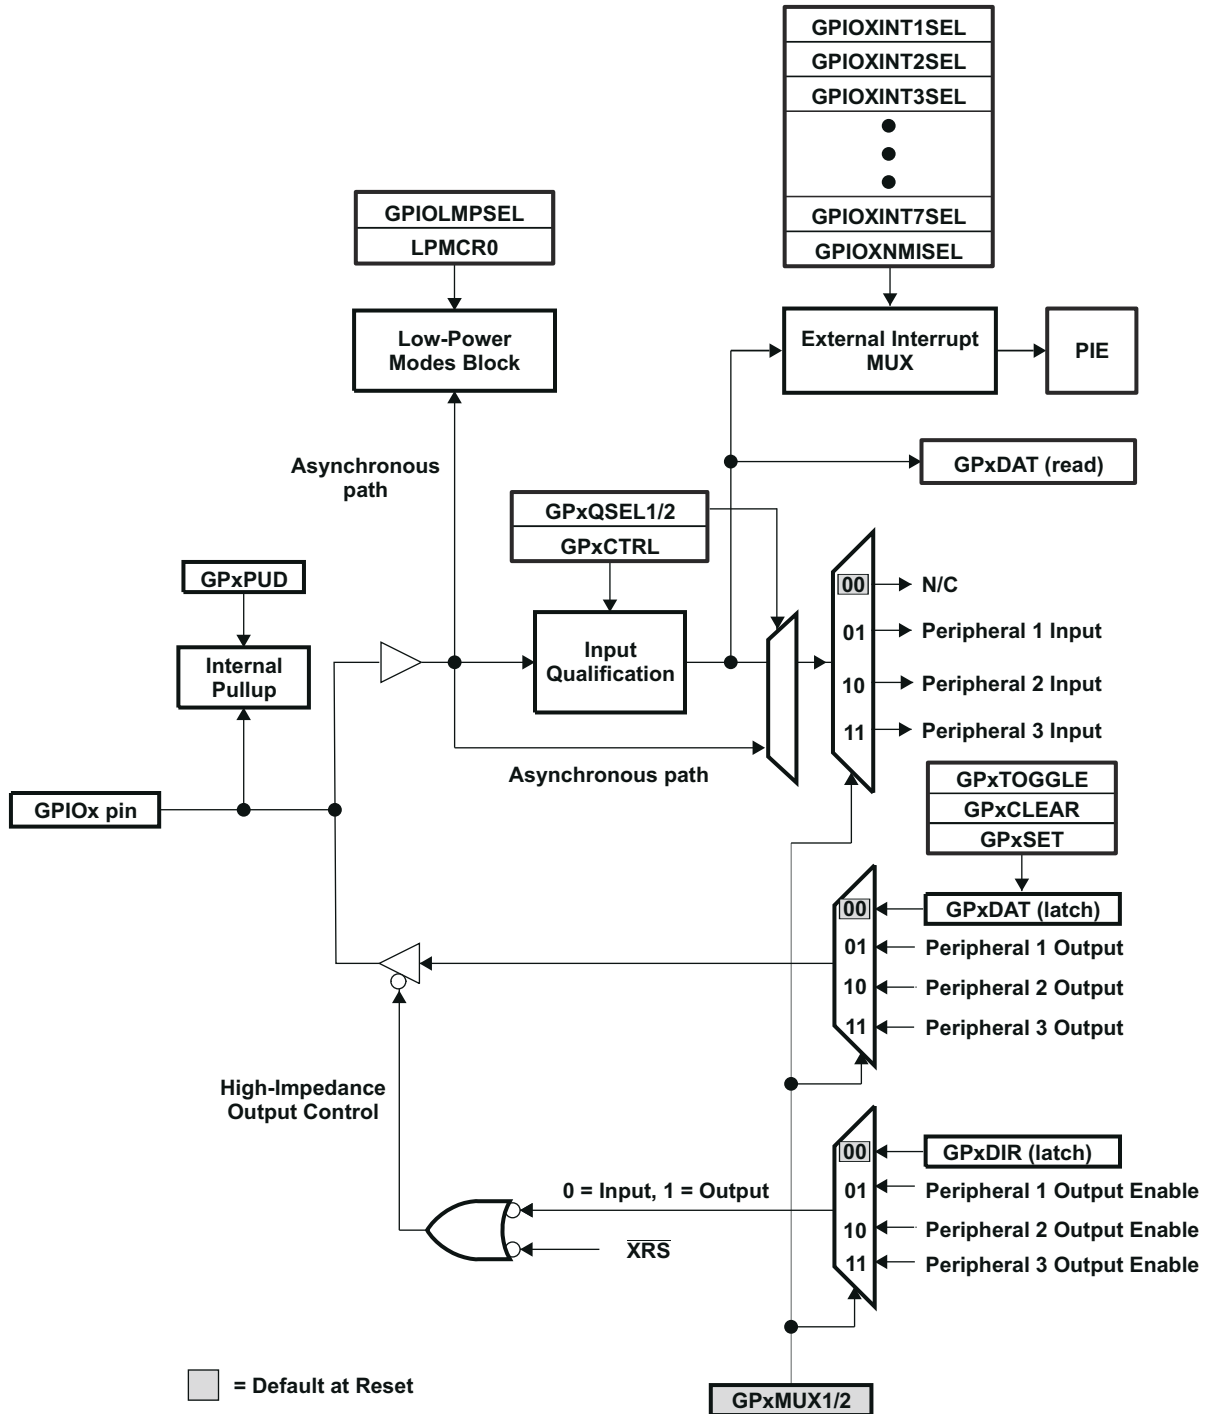 GPIOXINT1SEL
GPIOXINT2SEL
GPIOXINT3SEL
GPIOXINT7SEL
GPIOXNMISEL
GPIOLMPSEL
LPMCR0
Low-Power
Modes Block
External Interrupt
MUX
PIE
Asynchronous
path
GPxDAT (read)
GPxQSEL1/2
GPxCTRL
GPxPUD
Internal
Pullup
Input
Qualification
00
N/C
01
Peripheral 1 Input
10
Peripheral 2 Input
11
Peripheral 3 Input
Asynchronous path
GPIOx pin
GPxTOGGLE
GPxCLEAR
GPxSET
00
GPxDAT (latch)
01
Peripheral 1 Output
10
Peripheral 2 Output
11
Peripheral 3 Output
High-Impedance
Output Control
00
GPxDIR (latch)
0 = Input, 1 = Output
01
Peripheral 1 Output Enable
10
Peripheral 2 Output Enable
11
Peripheral 3 Output Enable
XRS
= Default at Reset
GPxMUX1/2